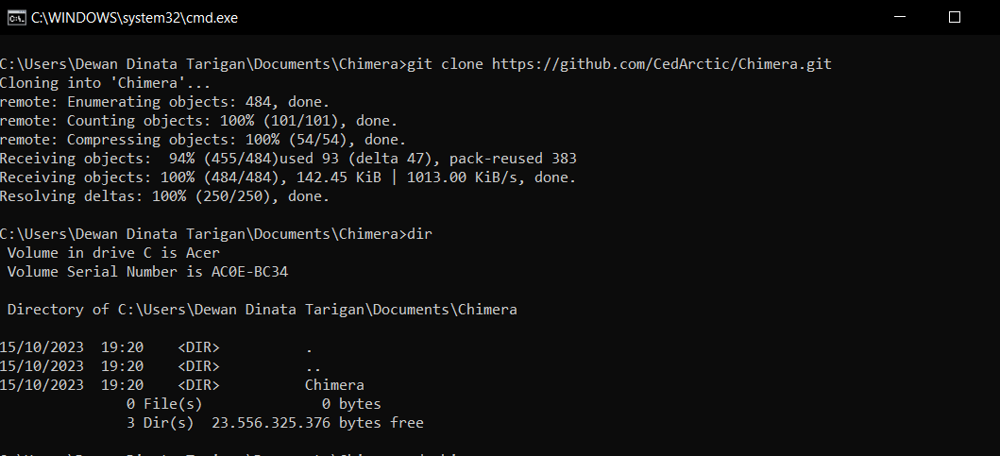 C:\WINDOWS\system32\cmd.exe
C:\Users\Dewan Dinata Tarigan\Documents\Chimera>git clone https://github.com/CedArctic/Chimera.git
Cloning into 'Chimera'...
remote: Enumerating objects: 484, done.
remote: Counting objects: 100% (101/101), done.
remote: Compressing objects: 100% (54/54), done.
Receiving objects:  94% (455/484)used 93 (delta 47), pack-reused 383
Receiving objects: 100% (484/484), 142.45 KiB | 1013.00 KiB/s, done.
Resolving deltas: 100% (250/250), done.
C:\Users\Dewan Dinata Tarigan\Documents\Chimera>dir
Volume in drive C is Acer
Volume Serial Number is AC0E-BC34
Directory of C:\Users\Dewan Dinata Tarigan\Documents\Chimera
15/10/2023  19:20    <DIR>          .
15/10/2023  19:20    <DIR>          ..
15/10/2023  19:20    <DIR>          Chimera
0 File(s)              0 bytes
3 Dir(s)  23.556.325.376 bytes free